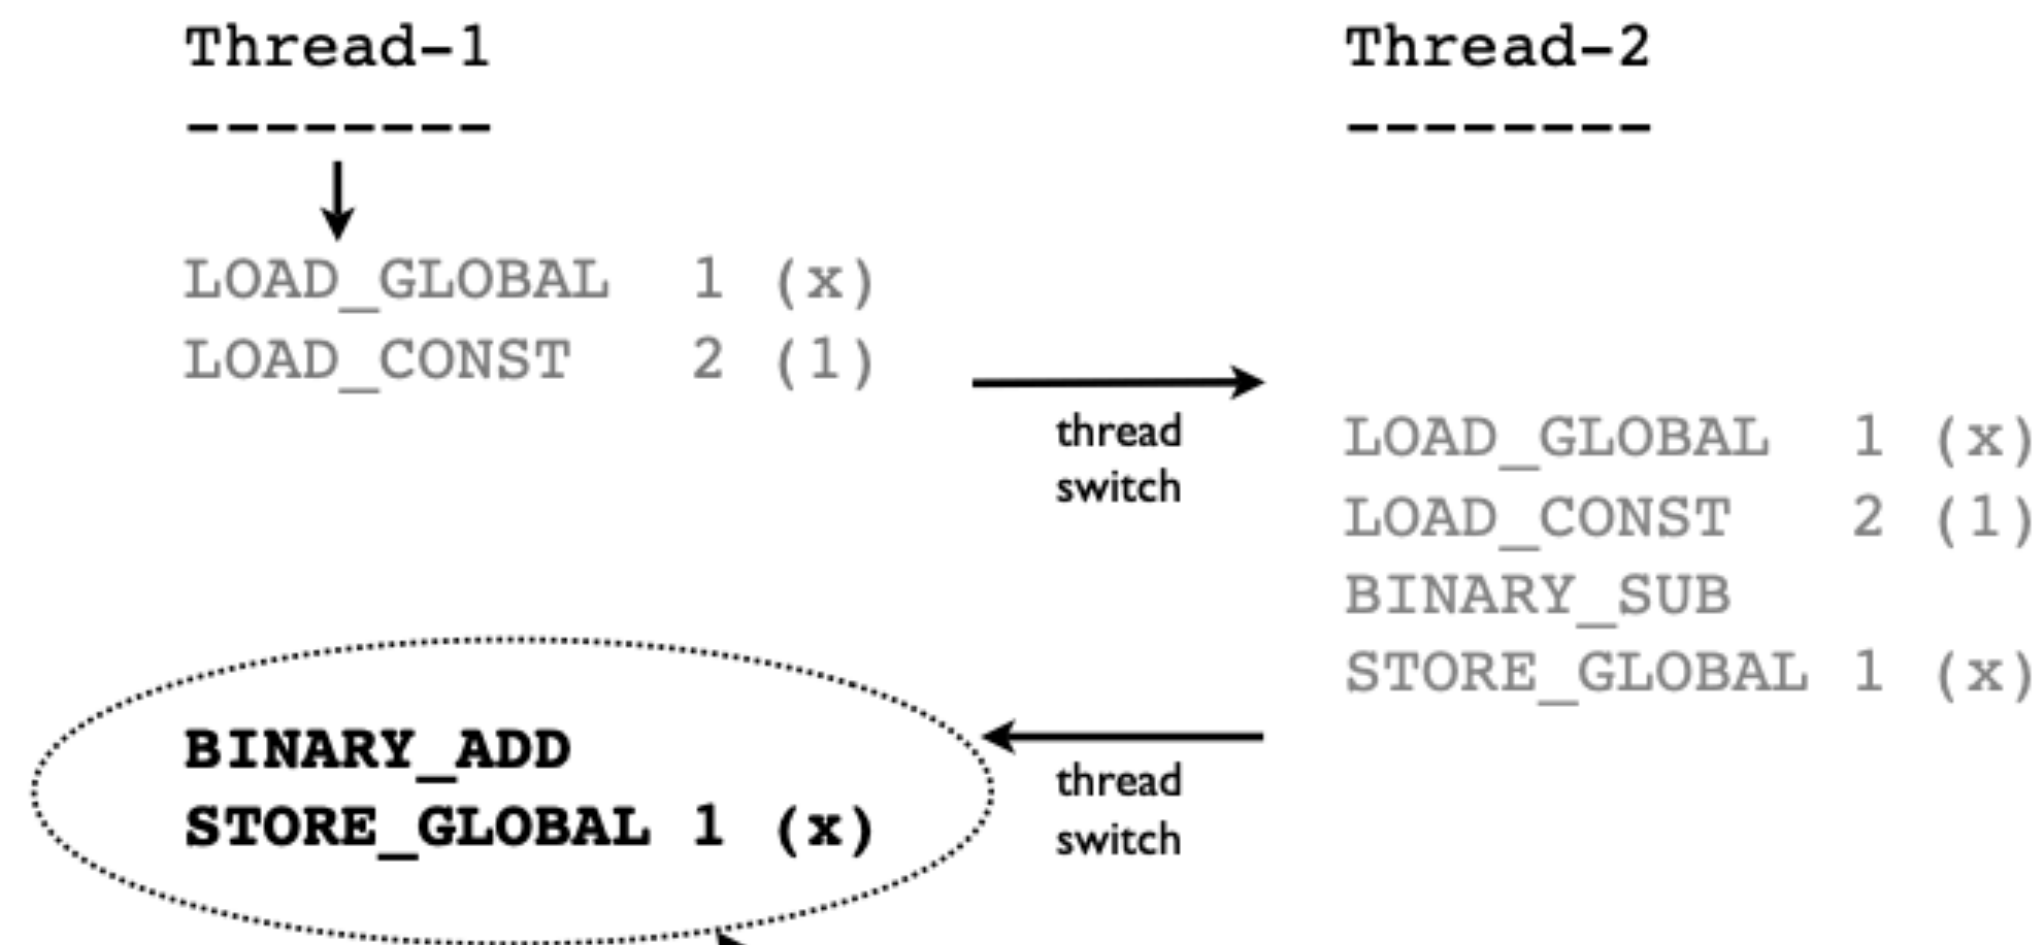 Thread-1
--------
LOAD_GLOBAL 1 (x)
LOAD_CONST 2 (1)
thread
switch
Thread-2
--------
LOAD_GLOBAL 1 (x)
LOAD_CONST 2 (1)
BINARY_SUB
STORE_GLOBAL 1 (x)
thread
switch
BINARY_ADD
STORE_GLOBAL 1 (x)